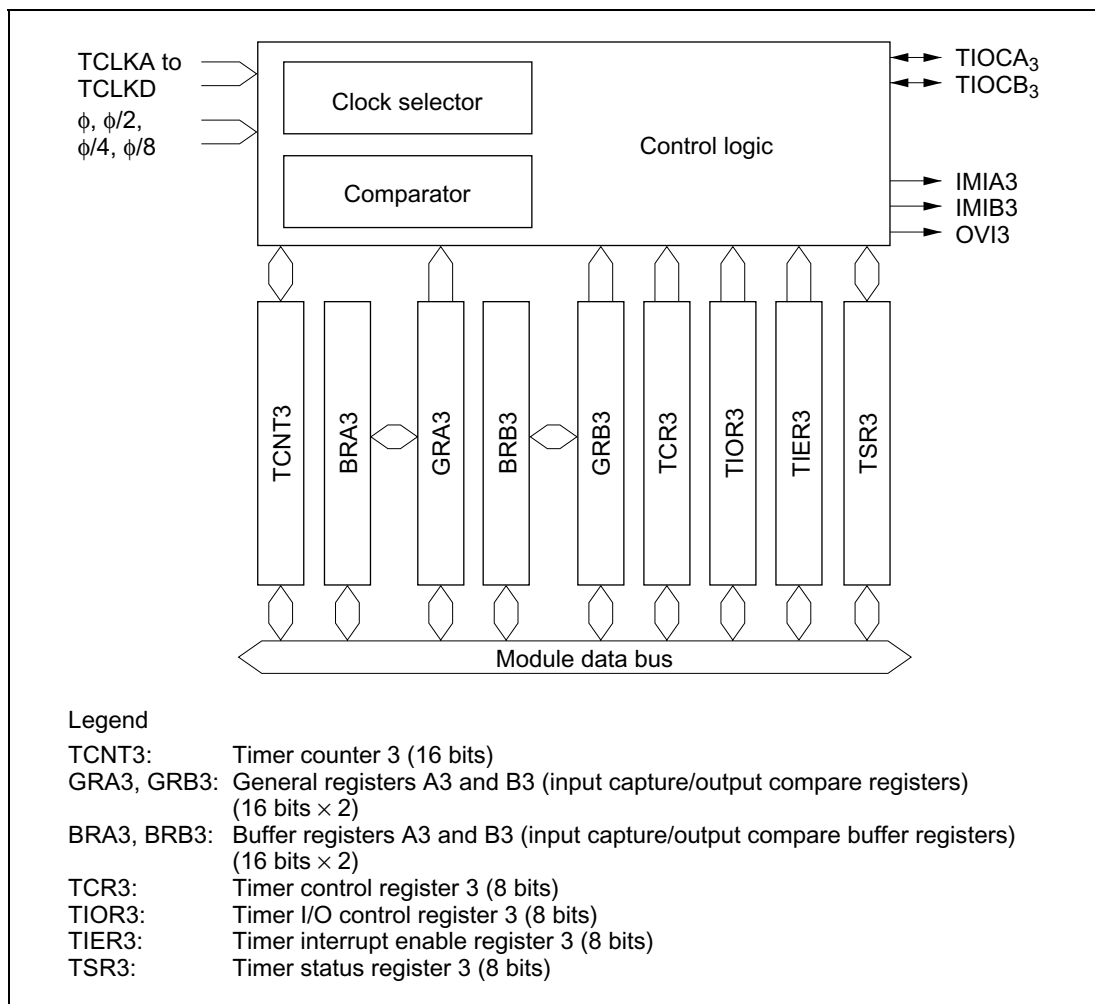 TCLKA to
TCLKD
ϕ, ϕ/2,
ϕ/4, ϕ/8
Clock selector
Comparator
Control logic
TIOCA3
TIOCB3
IMIA3
IMIB3
OVI3
TCNT3
BRA3
GRA3
BRB3
GRB3
TCR3
TIOR3
TIER3
TSR3
Module data bus
Legend
TCNT3: Timer counter 3 (16 bits)
GRA3, GRB3: General registers A3 and B3 (input capture/output compare registers)
(16 bits × 2)
BRA3, BRB3: Buffer registers A3 and B3 (input capture/output compare buffer registers)
(16 bits × 2)
TCR3: Timer control register 3 (8 bits)
TIOR3: Timer I/O control register 3 (8 bits)
TIER3: Timer interrupt enable register 3 (8 bits)
TSR3: Timer status register 3 (8 bits)